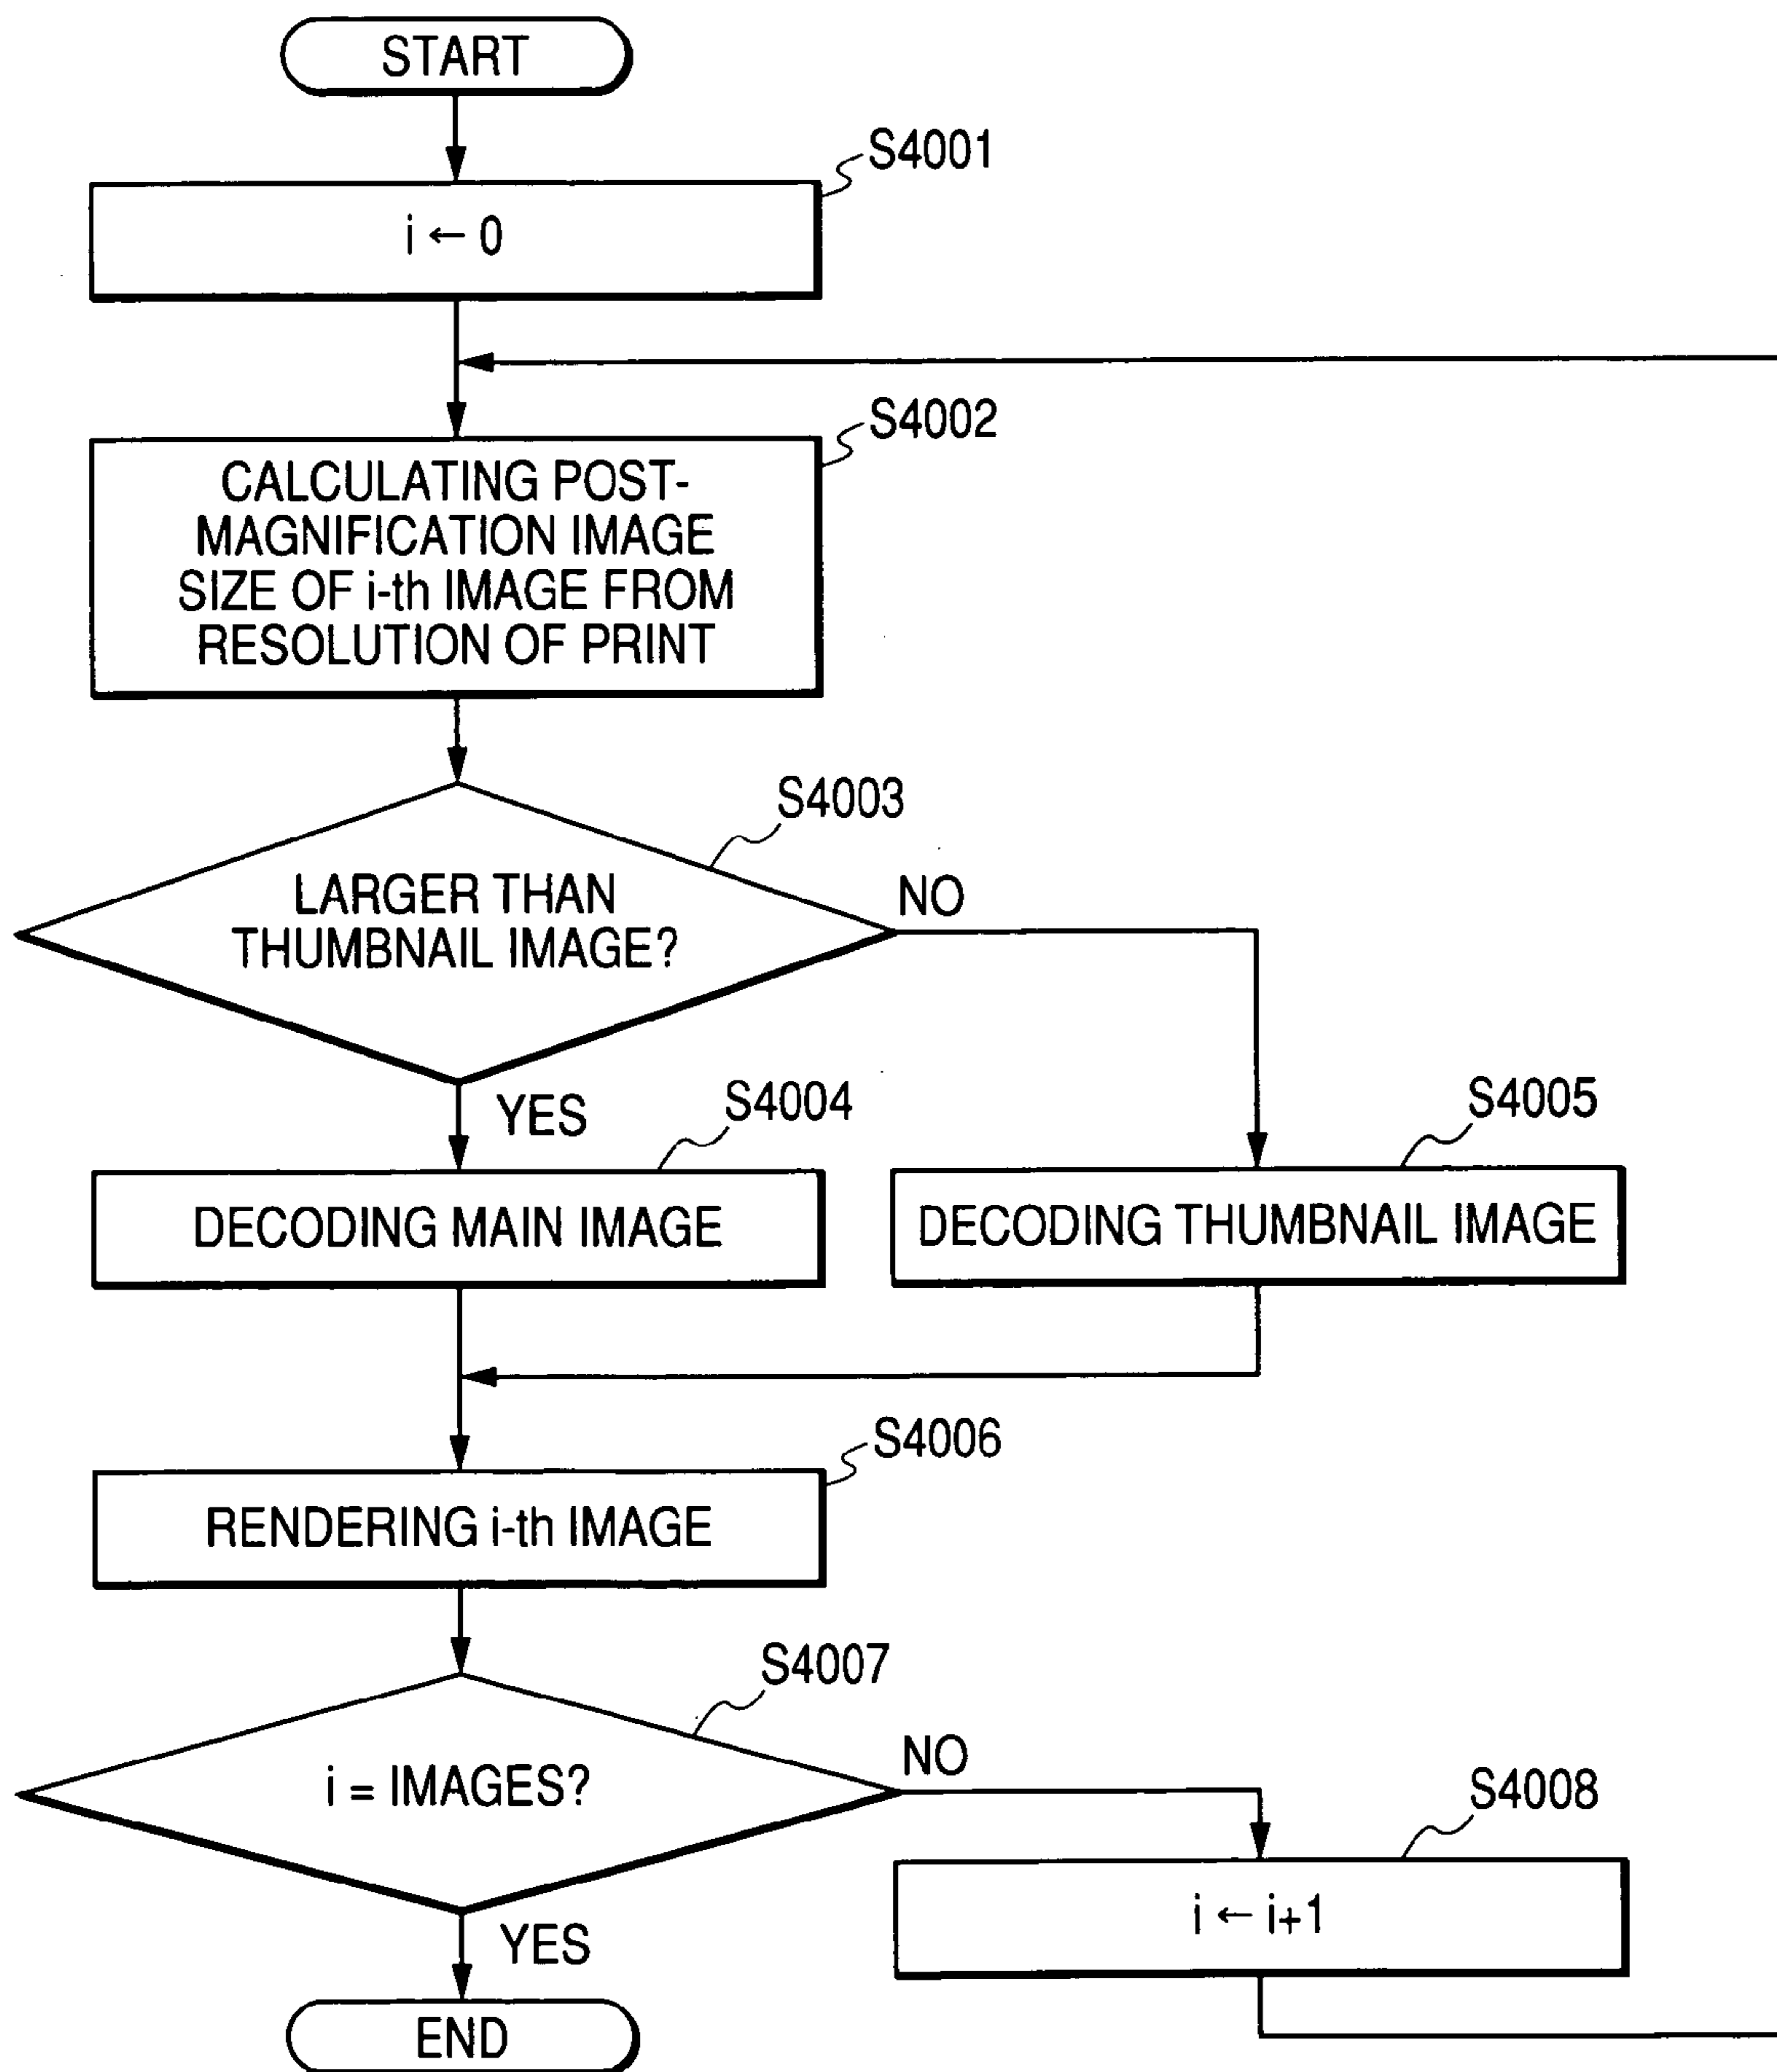 START
S4001
i ← 0
S4002
CALCULATING POST-
MAGNIFICATION IMAGE
SIZE OF i-th IMAGE FROM
RESOLUTION OF PRINT
S4003
LARGER THAN
THUMBNAIL IMAGE?
NO
YES
S4004
S4005
DECODING MAIN IMAGE
DECODING THUMBNAIL IMAGE
S4006
RENDERING i-th IMAGE
S4007
i = IMAGES?
NO
S4008
i ← i+1
YES
END